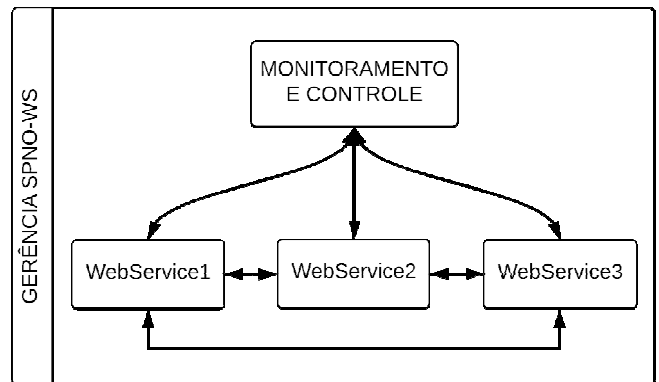 GERÊNCIA SPNO-WS
MONITORAMENTO
E CONTROLE
WebService1
WebService2
WebService3